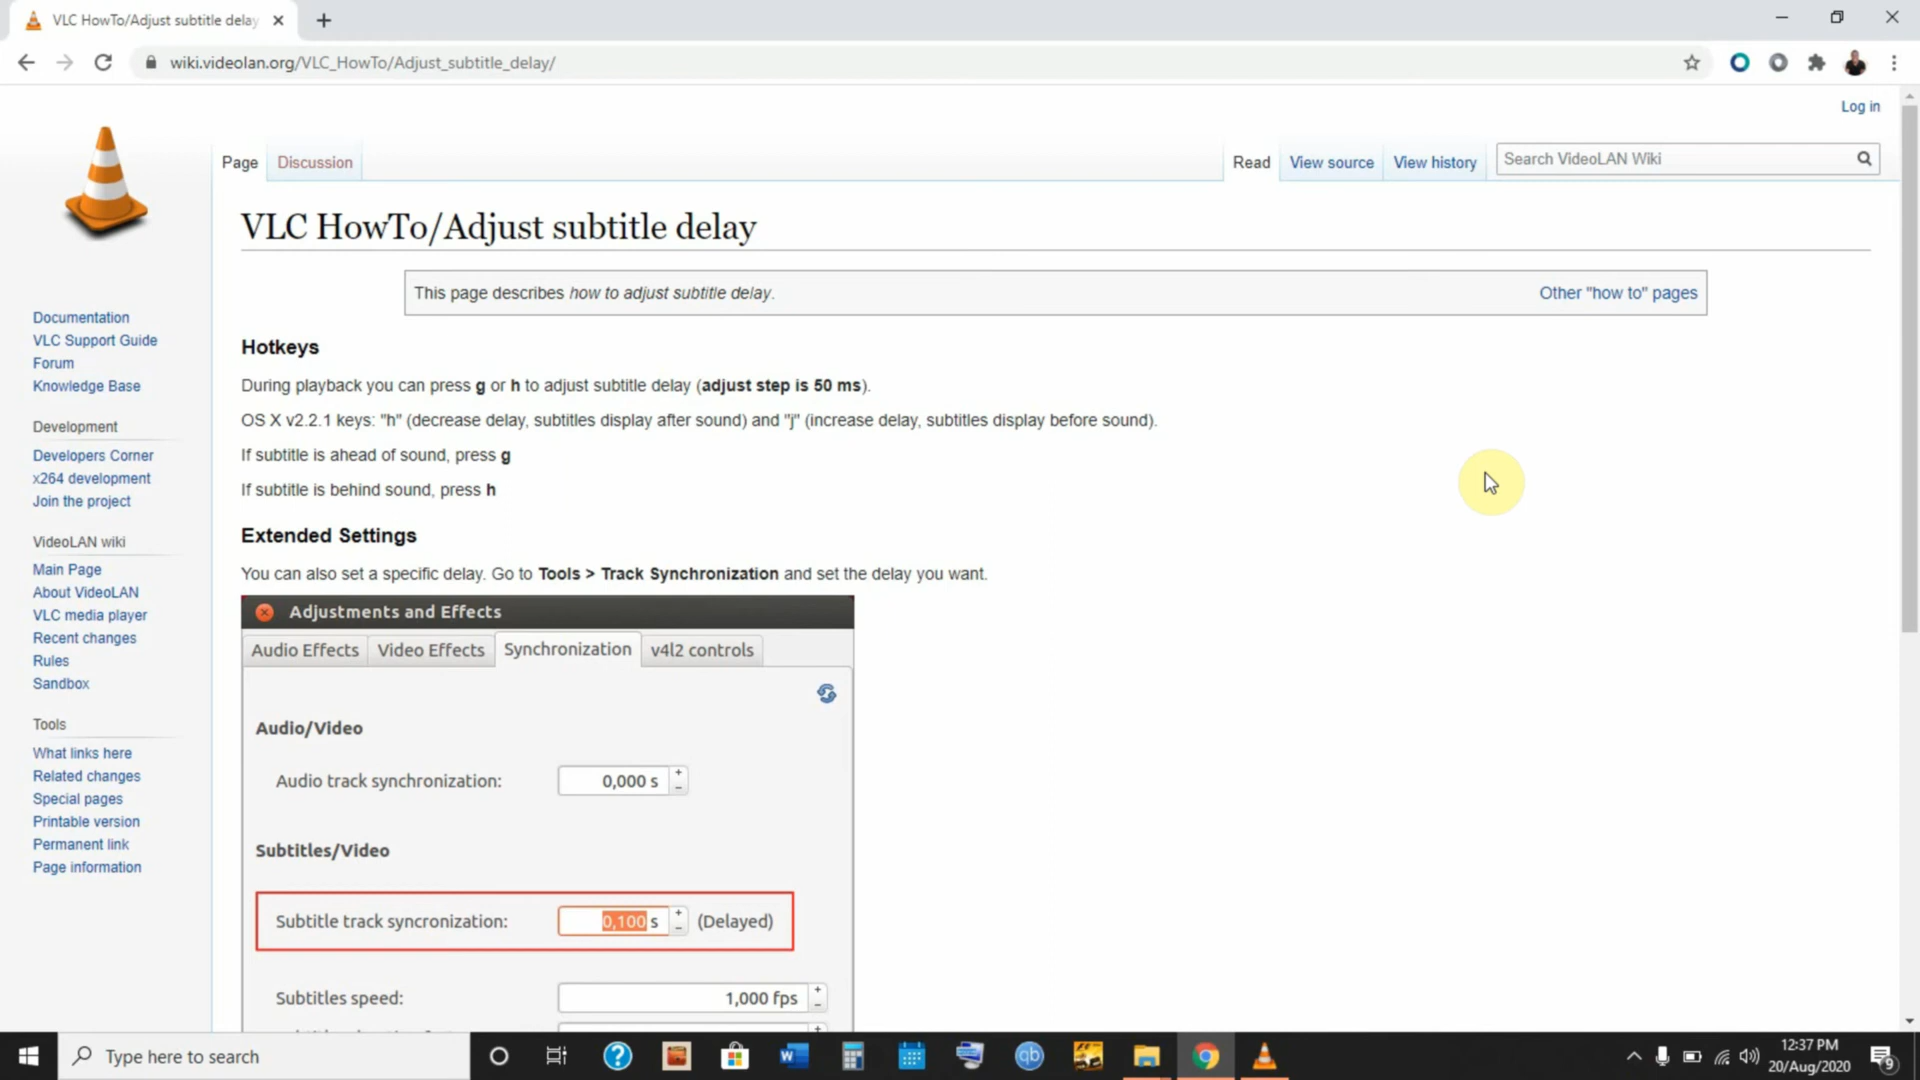 VLC HowTo/Adjust subtitle delay
wiki.videolan.org/VLC_HowTo/Adjust_subtitle_delay/
Log in
Page
Discussion
Read
View source
View history
Search VideoLAN Wiki
VLC HowTo/Adjust subtitle delay
This page describes how to adjust subtitle delay.
Other "how to" pages
Hotkeys
During playback you can press g or h to adjust subtitle delay (adjust step is 50 ms).
OS X v2.2.1 keys: "h" (decrease delay, subtitles display after sound) and "j" (increase delay, subtitles display before sound).
If subtitle is ahead of sound, press g
If subtitle is behind sound, press h
Extended Settings
You can also set a specific delay. Go to Tools > Track Synchronization and set the delay you want.
Adjustments and Effects
Audio Effects
Video Effects
Synchronization
v4l2 controls
Audio/Video
Audio track synchronization:
0,000 s
Subtitles/Video
Subtitle track syncronization:
0,100 s
(Delayed)
Subtitles speed:
1,000 fps
Documentation
VLC Support Guide
Forum
Knowledge Base
Development
Developers Corner
x264 development
Join the project
VideoLAN wiki
Main Page
About VideoLAN
VLC media player
Recent changes
Rules
Sandbox
Tools
What links here
Related changes
Special pages
Printable version
Permanent link
Page information
Type here to search
W
qb
12:37 PM
20/Aug/2020
9